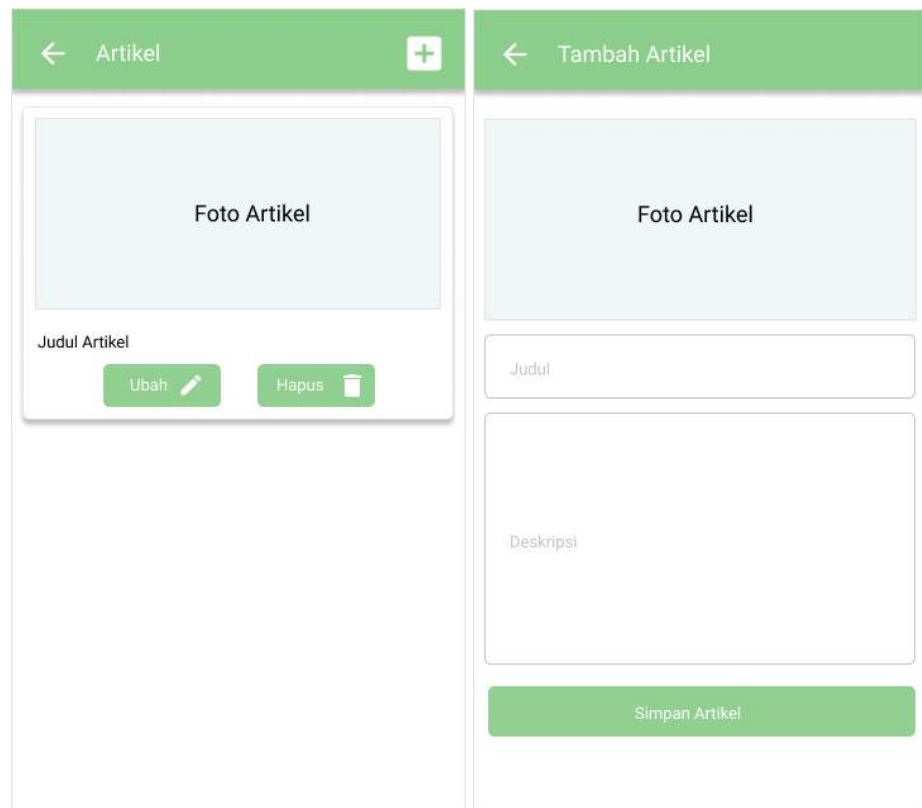 Artikel
Foto Artikel
Judul Artikel
Ubah
Hapus
Tambah Artikel
Foto Artikel
Judul
Deskripsi
Simpan Artikel